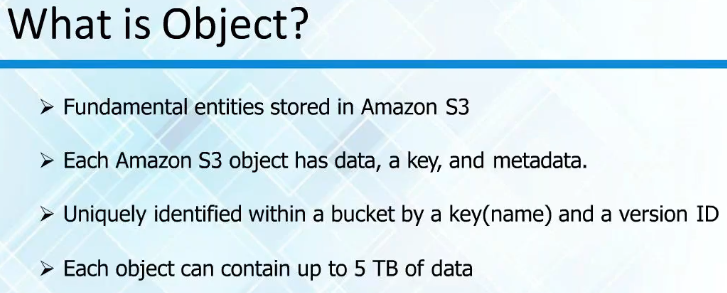 What is Object?
➢ Fundamental entities stored in Amazon S3
➢ Each Amazon S3 object has data, a key, and metadata.
➢ Uniquely identified within a bucket by a key(name) and a version ID
➢ Each object can contain up to 5 TB of data